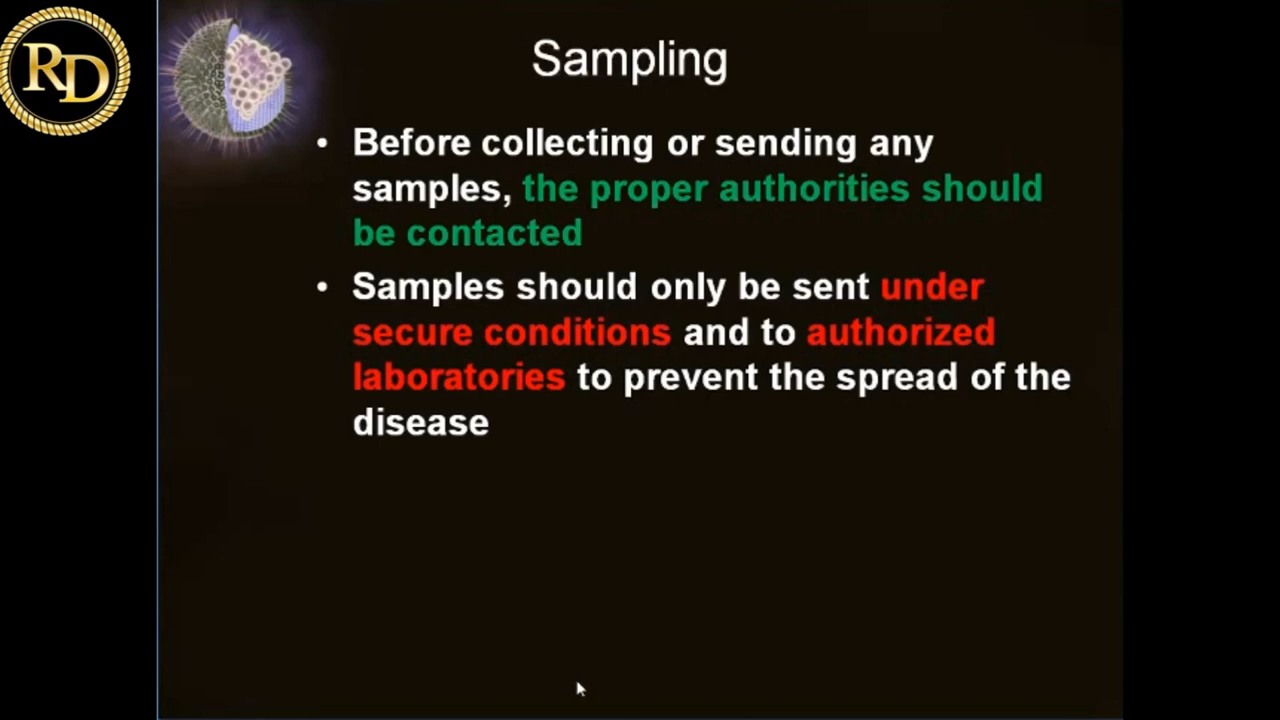 RD
Sampling
• Before collecting or sending any
samples, the proper authorities should
be contacted
• Samples should only be sent under
secure conditions and to authorized
laboratories to prevent the spread of the
disease